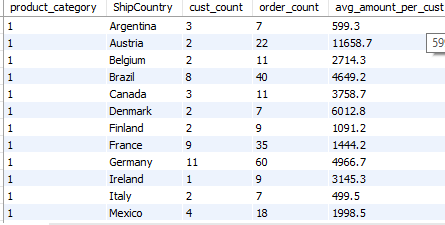 product_category ShipCountry cust_count order_count avg_amount_per_cust
1 Argentina 3 7 599.3
1 Austria 2 22 11658.7
1 Belgium 2 11 2714.3
1 Brazil 8 40 4649.2
1 Canada 3 11 3758.7
1 Denmark 2 7 6012.8
1 Finland 2 9 1091.2
1 France 9 35 1444.2
1 Germany 11 60 4966.7
1 Ireland 1 9 3145.3
1 Italy 2 7 499.5
1 Mexico 4 18 1998.5